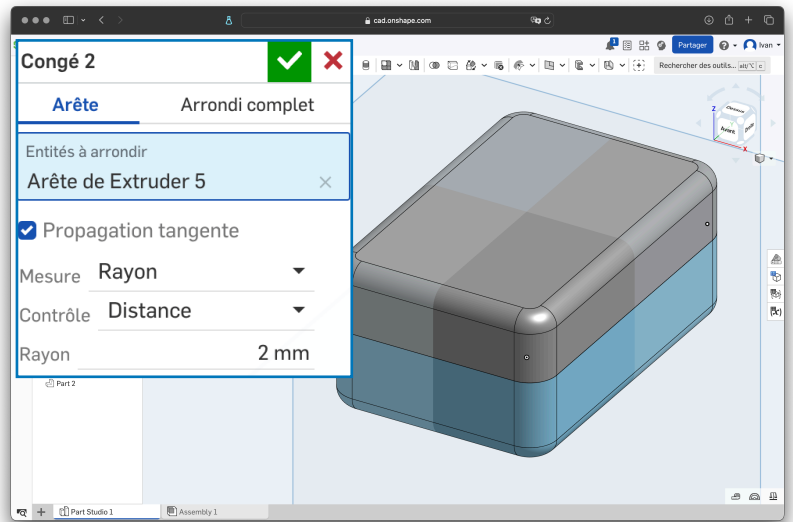 cad.onshape.com
Partager
Ivan
Congé 2
Rechercher des outils... alt/⌥ c
Arête Arrondi complet
Entités à arrondir
Arête de Extruder 5
Propagation tangente
Mesure Rayon
Contrôle Distance
Rayon 2 mm
Z
Avant
X
Part 2
Part Studio 1
Assembly 1